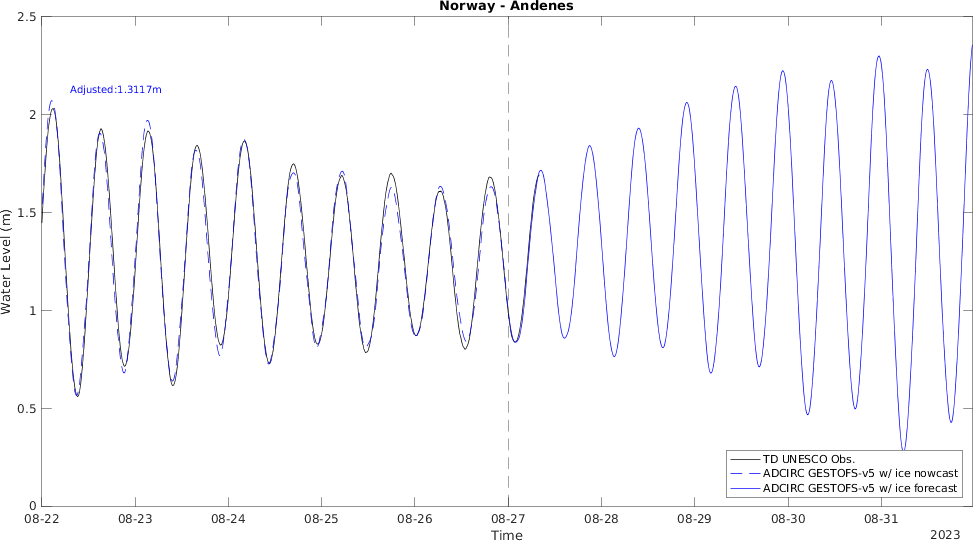 Norway - Andenes
2.5
Adjusted:1.3117m
2
1.5
Water Level (m)
1
0.5
TD UNESCO Obs.
ADCIRC GESTOFS-v5 w/ ice nowcast
ADCIRC GESTOFS-v5 w/ ice forecast
0
08-22 08-23 08-24 08-25 08-26 08-27 08-28 08-29 08-30 08-31
Time
2023